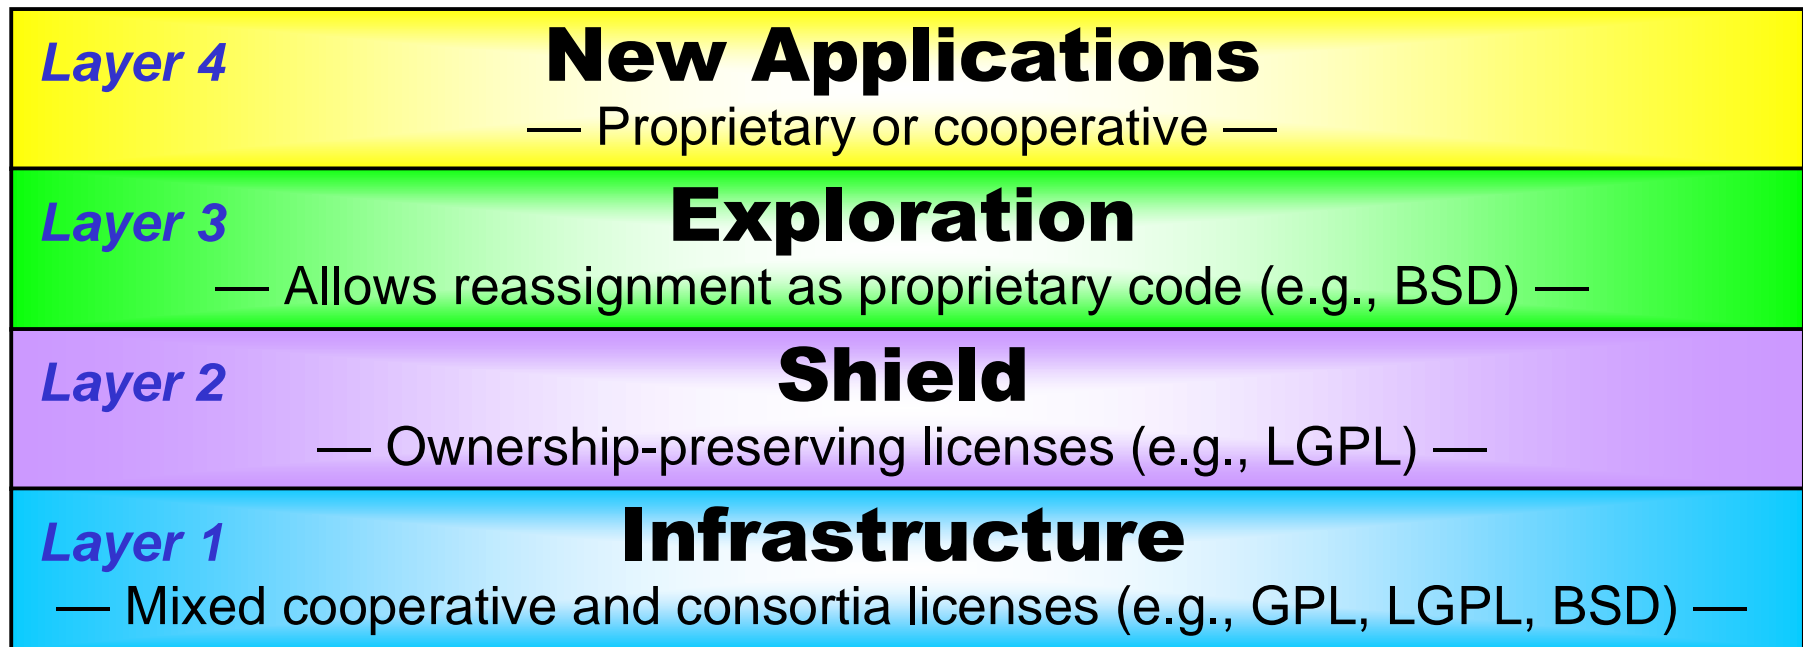 Layer 4
New Applications
— Proprietary or cooperative —
Layer 3
Exploration
— Allows reassignment as proprietary code (e.g., BSD) —
Layer 2
Shield
— Ownership-preserving licenses (e.g., LGPL) —
Layer 1
Infrastructure
— Mixed cooperative and consortia licenses (e.g., GPL, LGPL, BSD) —